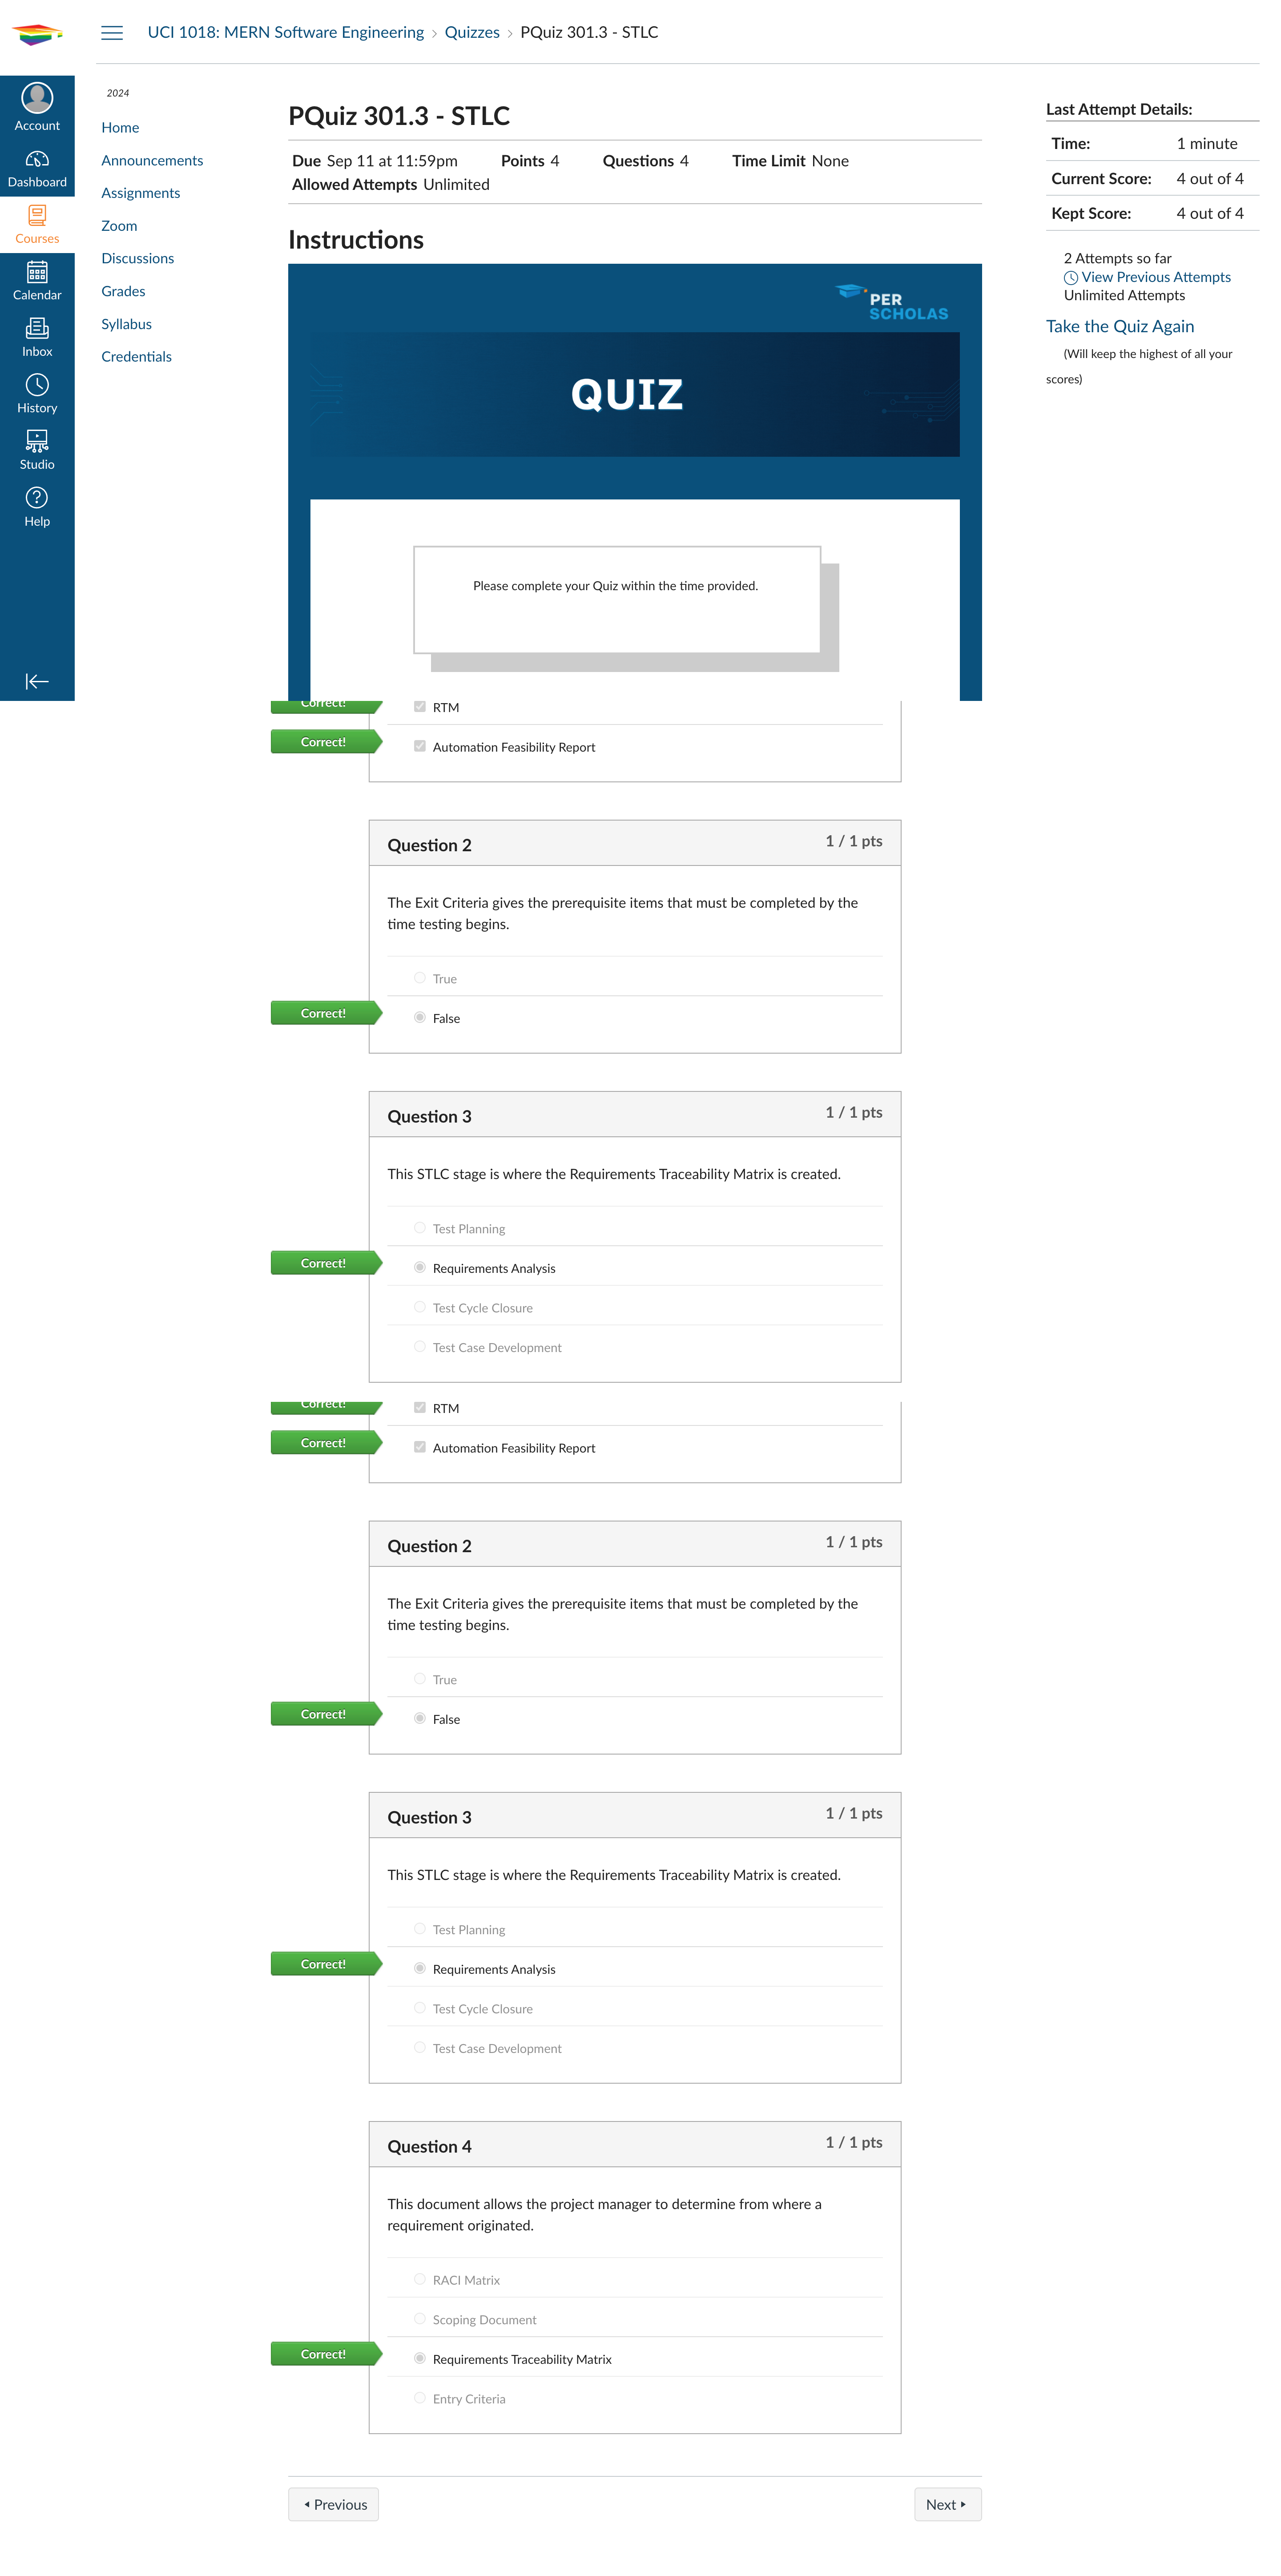 UCI 1018: MERN Software Engineering › Quizzes › PQuiz 301.3 - STLC
Account
Dashboard
Courses
Calendar
Inbox
History
Studio
Help
2024
Home
Announcements
Assignments
Zoom
Discussions
Grades
Syllabus
Credentials
PQuiz 301.3 - STLC
Due Sep 11 at 11:59pm Points 4 Questions 4 Time Limit None
Allowed Attempts Unlimited
Instructions
PER
SCHOLAS
QUIZ
Please complete your Quiz within the time provided.
Last Attempt Details:
Time: 1 minute
Current Score: 4 out of 4
Kept Score: 4 out of 4
2 Attempts so far
View Previous Attempts
Unlimited Attempts
Take the Quiz Again
(Will keep the highest of all your
scores)
Correct! RTM
Correct! Automation Feasibility Report
Question 2 1 / 1 pts
The Exit Criteria gives the prerequisite items that must be completed by the
time testing begins.
True
Correct! False
Question 3 1 / 1 pts
This STLC stage is where the Requirements Traceability Matrix is created.
Test Planning
Correct! Requirements Analysis
Test Cycle Closure
Test Case Development
Correct! RTM
Correct! Automation Feasibility Report
Question 2 1 / 1 pts
The Exit Criteria gives the prerequisite items that must be completed by the
time testing begins.
True
Correct! False
Question 3 1 / 1 pts
This STLC stage is where the Requirements Traceability Matrix is created.
Test Planning
Correct! Requirements Analysis
Test Cycle Closure
Test Case Development
Question 4 1 / 1 pts
This document allows the project manager to determine from where a
requirement originated.
RACI Matrix
Scoping Document
Correct! Requirements Traceability Matrix
Entry Criteria
Previous Next